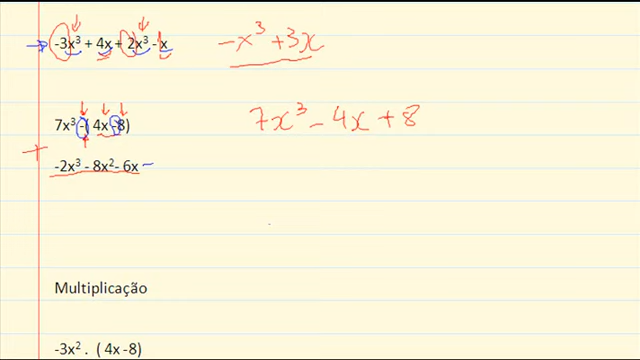 -3x³ + 4x + 2x³ - x -x³ + 3x
7x³ - ( 4x - 8) 7x³ - 4x + 8
+
-2x³ - 8x² - 6x -
Multiplicação
-3x² . ( 4x - 8)